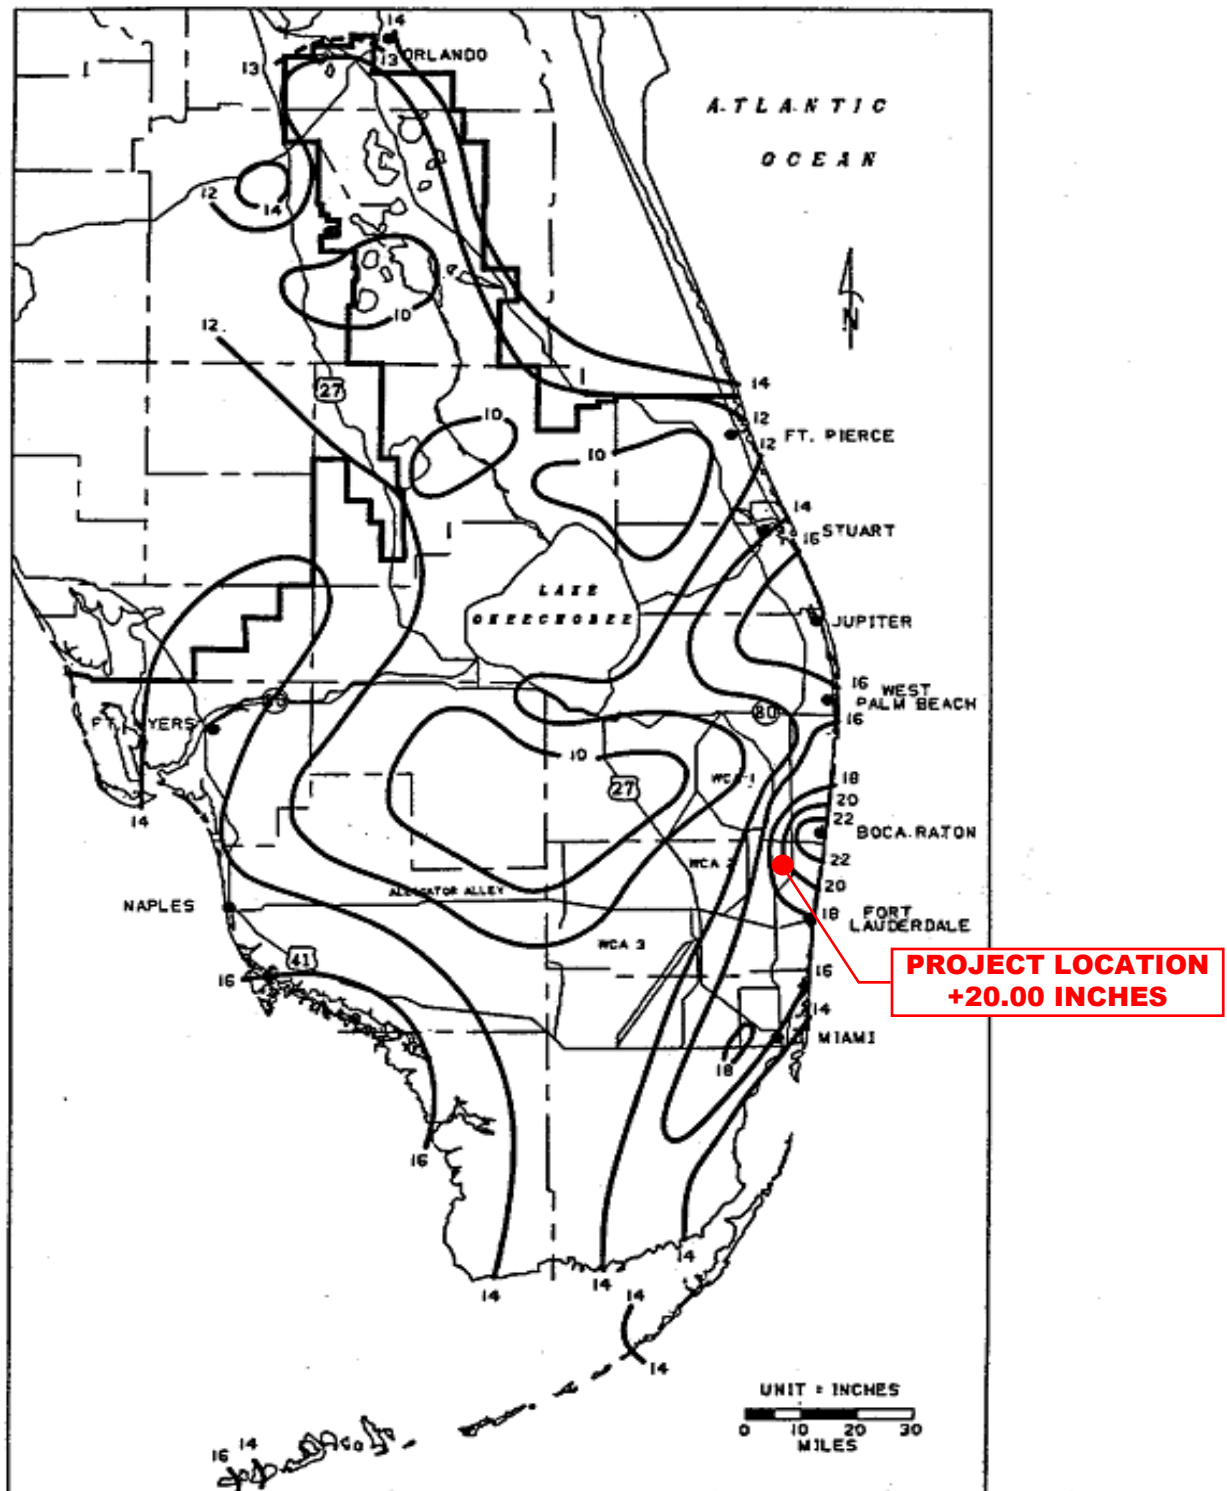 14
ORLANDO
13
13
ATLANTIC
OCEAN
12
14
N
10
12
27
14
12
10
FT. PIERCE
12
10
14
STUART
16
LAKE
OKEECHOBEE
JUPITER
16
WEST
PALM BEACH
80
80
16
FT. MYERS
10
18
WCA 1
27
20
22
14
BOCA RATON
WCA 2
22
20
ALLIGATOR ALLEY
NAPLES
18
FORT
LAUDERDALE
WCA 3
41
16
16
PROJECT LOCATION
+20.00 INCHES
14
MIAMI
18
16
14
14
14
14
14
UNIT = INCHES
0 10 20 30
MILES
14
16